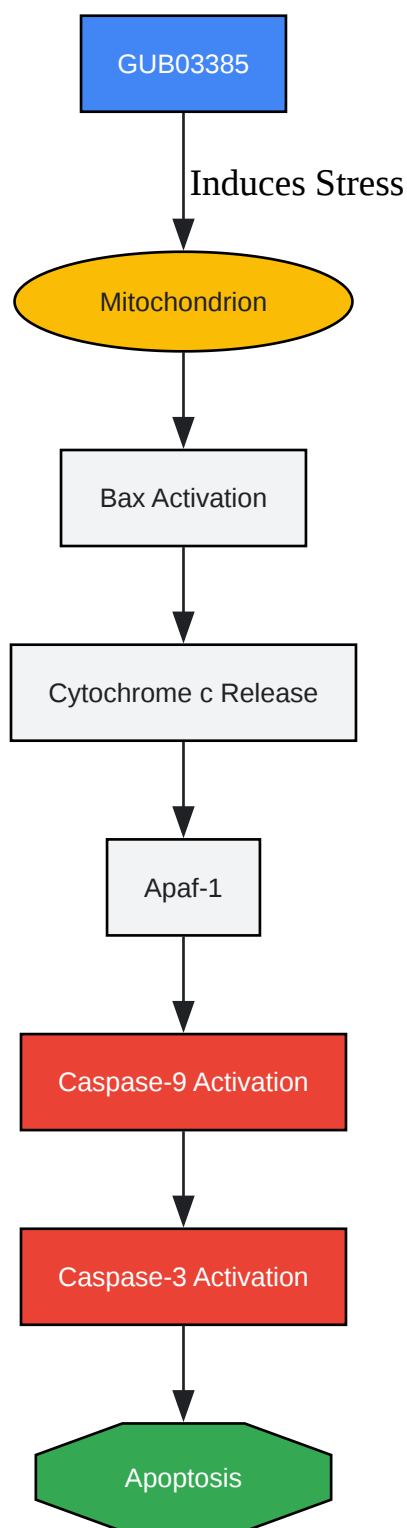 GUB03385
Induces Stress
Mitochondrion
Bax Activation
Cytochrome c Release
Apaf-1
Caspase-9 Activation
Caspase-3 Activation
Apoptosis